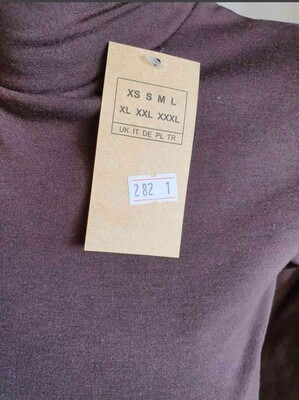 XS S M L
XL XXL XXXL
UK IT DE PL TR
282 1